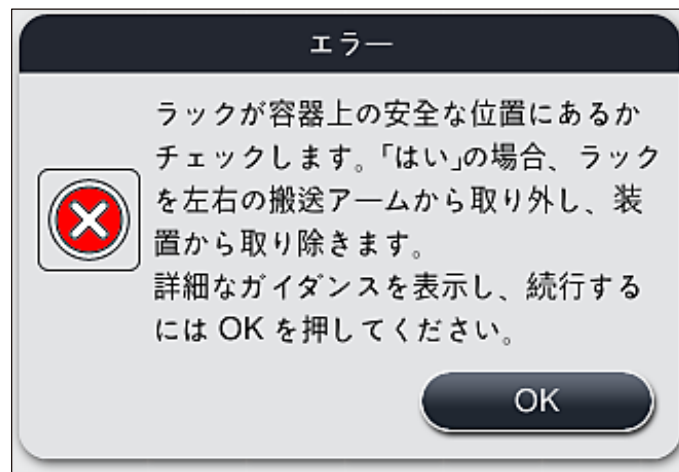 エラー
ラックが容器上の安全な位置にあるか
チェックします。「はい」の場合、ラック
を左右の搬送アームから取り外し、装
置から取り除きます。
詳細なガイダンスを表示し、続行する
には OK を押してください。
OK